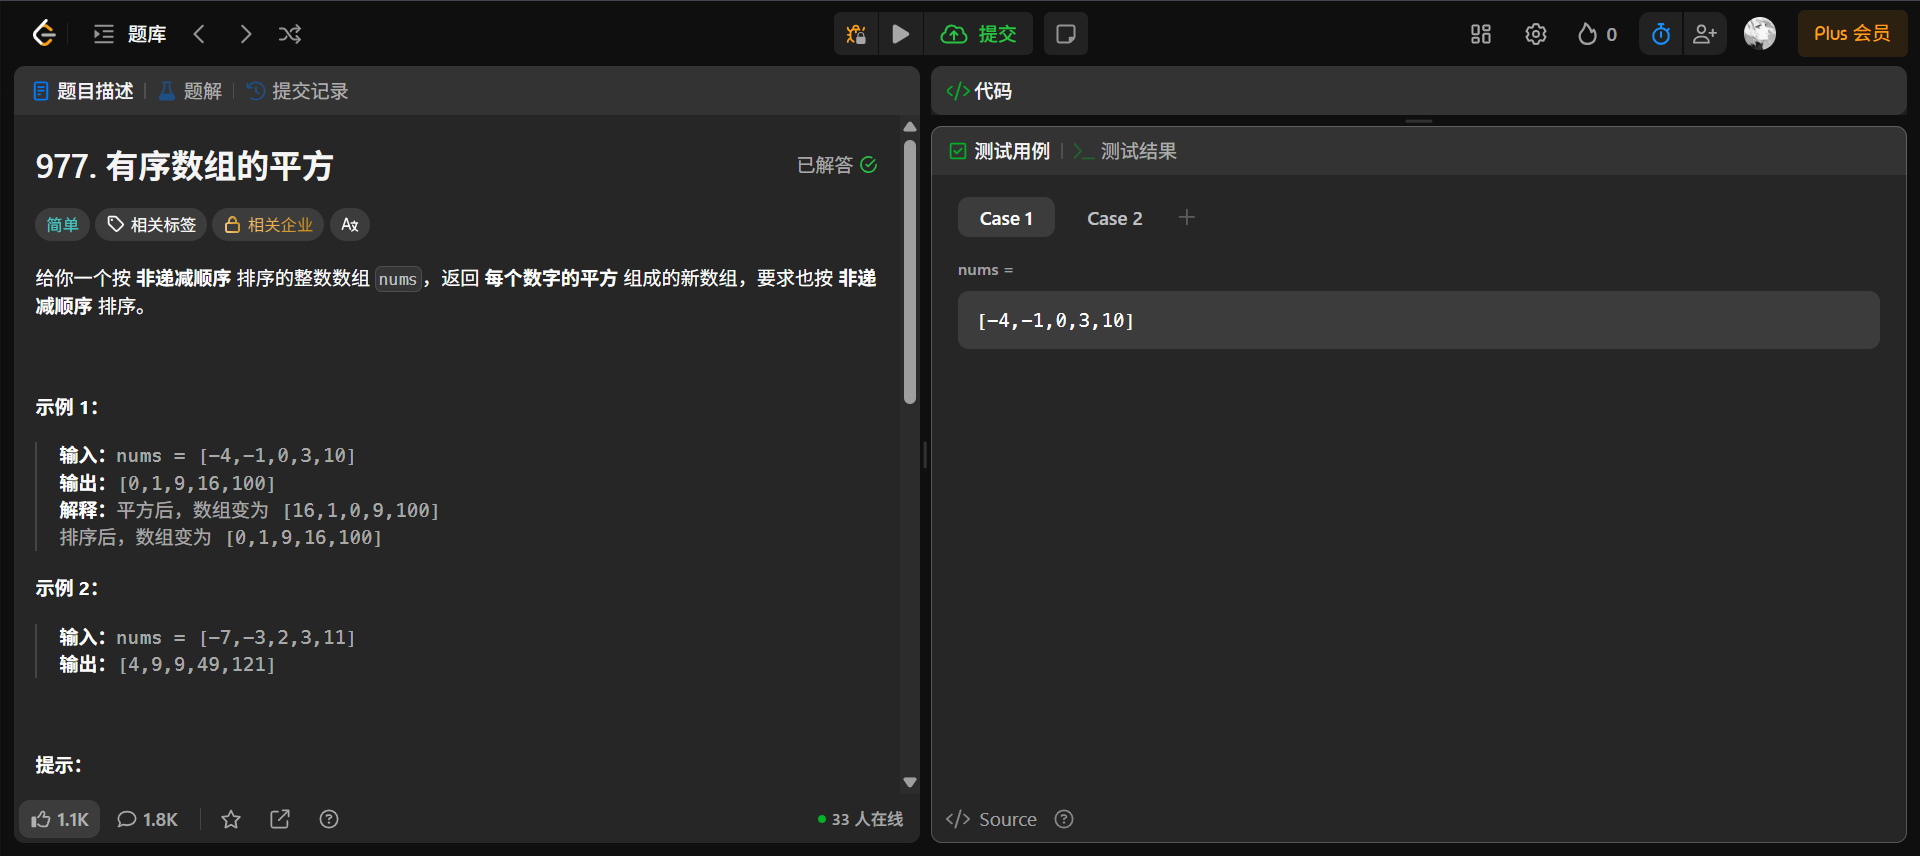 题库
提交
0
Plus 会员
题目描述
题解
提交记录
977. 有序数组的平方
已解答
简单
相关标签
相关企业
给你一个按 非递减顺序 排序的整数数组 nums，返回 每个数字的平方 组成的新数组，要求也按 非递
减顺序 排序。
示例 1：
输入：nums = [-4,-1,0,3,10]
输出：[0,1,9,16,100]
解释：平方后，数组变为 [16,1,0,9,100]
排序后，数组变为 [0,1,9,16,100]
示例 2：
输入：nums = [-7,-3,2,3,11]
输出：[4,9,9,49,121]
提示：
1.1K
1.8K
33 人在线
代码
测试用例
测试结果
Case 1
Case 2
nums =
[-4,-1,0,3,10]
Source